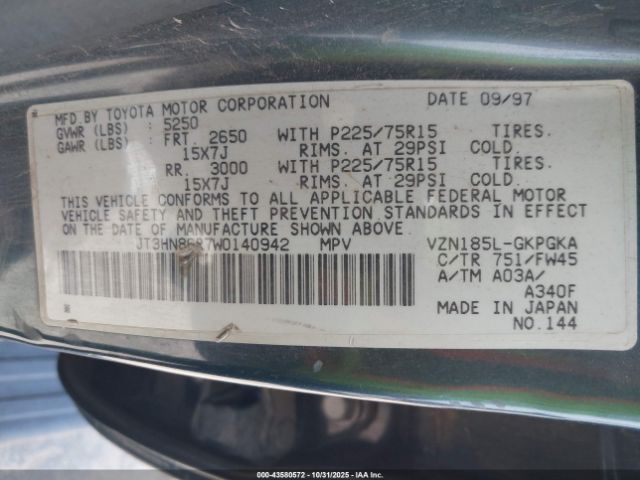 MFD.BY TOYOTA MOTOR CORPORATION DATE 09/97
GVWR (LBS) : 5250
GAWR (LBS) : FRT. 2650 WITH P225/75R15 TIRES.
15X7J RIMS. AT 29PSI COLD.
RR. 3000 WITH P225/75R15 TIRES.
15X7J RIMS. AT 29PSI COLD.
THIS VEHICLE CONFORMS TO ALL APPLICABLE FEDERAL MOTOR
VEHICLE SAFETY AND THEFT PREVENTION STANDARDS IN EFFECT
ON THE DATE OF MANUFACTURE SHOWN ABOVE.
JT3HN86R7W0140942 MPV VZN185L-GKPGKA
C/TR 751/FW45
A/TM A03A/
A340F
MADE IN JAPAN
NO.144
000-43580572 | 10/31/2025 | IAA Inc.